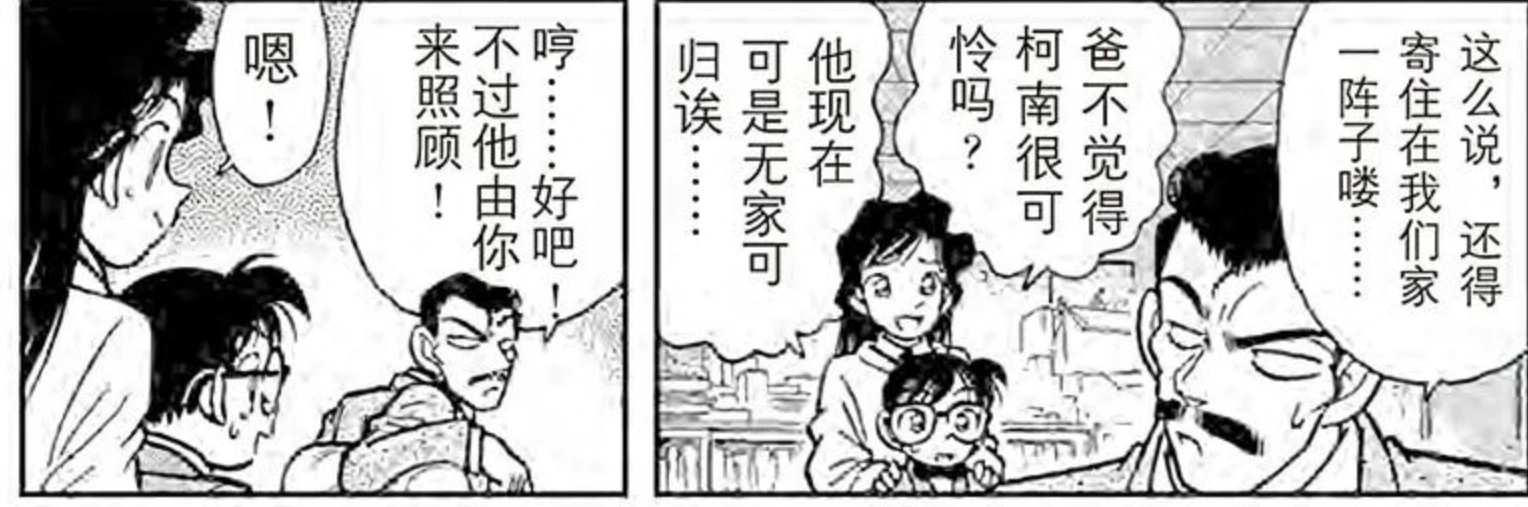 这么说，还得
寄住在我们家
一阵子喽……
爸不觉得
柯南很可
怜吗？
他现在
可是无家可
归诶……
哼……好吧！
不过他由你
来照顾！
嗯！